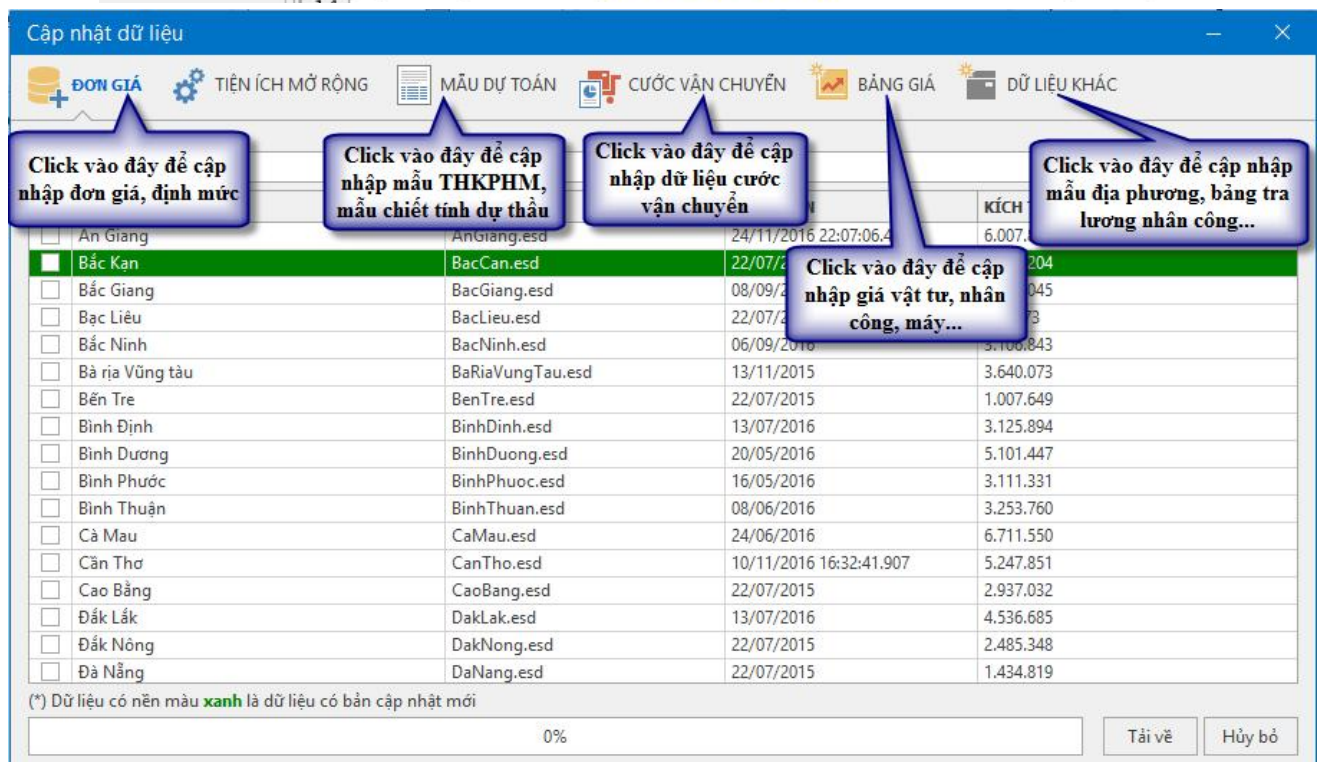 Cập nhật dữ liệu
ĐƠN GIÁ TIỆN ÍCH MỞ RỘNG MẪU DỰ TOÁN CƯỚC VẬN CHUYỂN BẢNG GIÁ DỮ LIỆU KHÁC
Click vào đây để cập
nhập đơn giá, định mức
Click vào đây để cập
nhập mẫu THKPHM,
mẫu chiết tính dự thầu
Click vào đây để cập
nhập dữ liệu cước
vận chuyển
Click vào đây để cập
nhập giá vật tư, nhân
công, máy...
Click vào đây để cập nhập
mẫu địa phương, bảng tra
lương nhân công...
KÍCH
An Giang AnGiang.esd 24/11/2016 22:07:06.4 6.007.
Bắc Kạn BacCan.esd 22/07/2 204
Bắc Giang BacGiang.esd 08/09/2 045
Bạc Liêu BacLieu.esd 22/07/2 73
Bắc Ninh BacNinh.esd 06/09/2016 3.106.843
Bà rịa Vũng tàu BaRiaVungTau.esd 13/11/2015 3.640.073
Bến Tre BenTre.esd 22/07/2015 1.007.649
Bình Định BinhDinh.esd 13/07/2016 3.125.894
Bình Dương BinhDuong.esd 20/05/2016 5.101.447
Bình Phước BinhPhuoc.esd 16/05/2016 3.111.331
Bình Thuận BinhThuan.esd 08/06/2016 3.253.760
Cà Mau CaMau.esd 24/06/2016 6.711.550
Cần Thơ CanTho.esd 10/11/2016 16:32:41.907 5.247.851
Cao Bằng CaoBang.esd 22/07/2015 2.937.032
Đắk Lắk DakLak.esd 13/07/2016 4.536.685
Đắk Nông DakNong.esd 22/07/2015 2.485.348
Đà Nẵng DaNang.esd 22/07/2015 1.434.819
(*) Dữ liệu có nền màu xanh là dữ liệu có bản cập nhật mới
0% Tải về Hủy bỏ